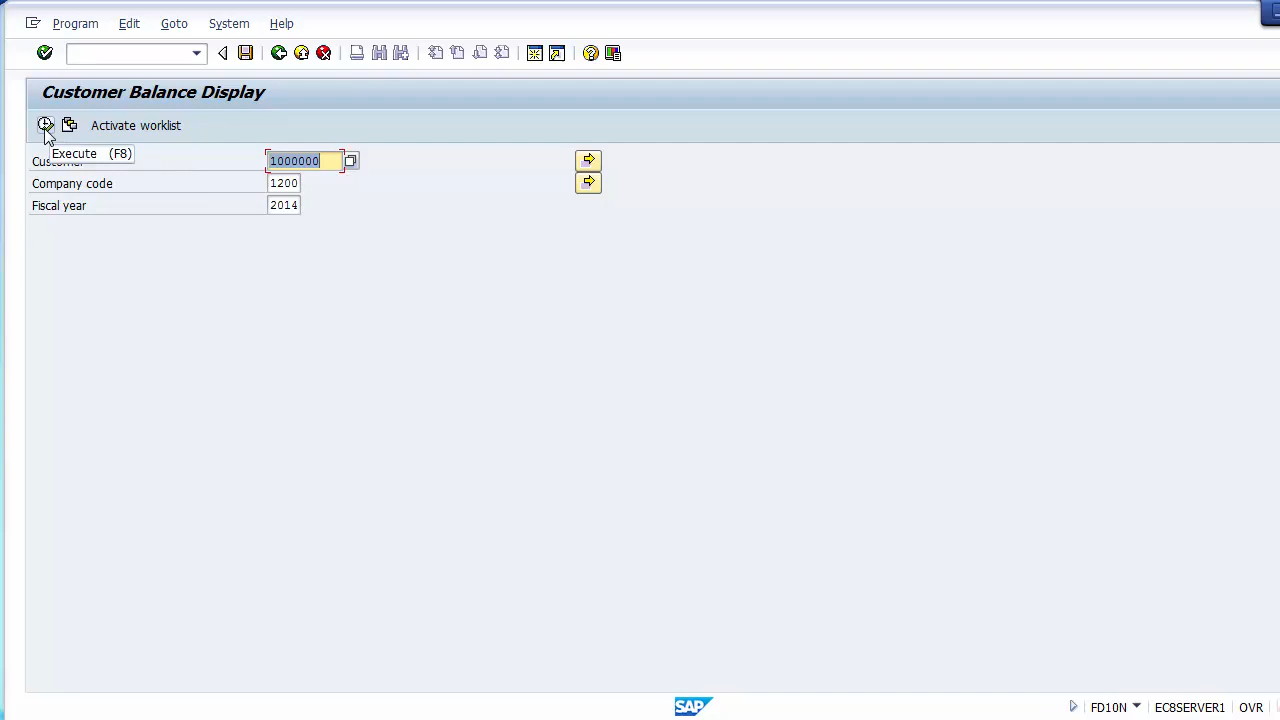 Program Edit Goto System Help
Customer Balance Display
Activate worklist
Execute (F8)
1000000
Company code 1200
Fiscal year 2014
SAP FD10N EC8SERVER1 OVR